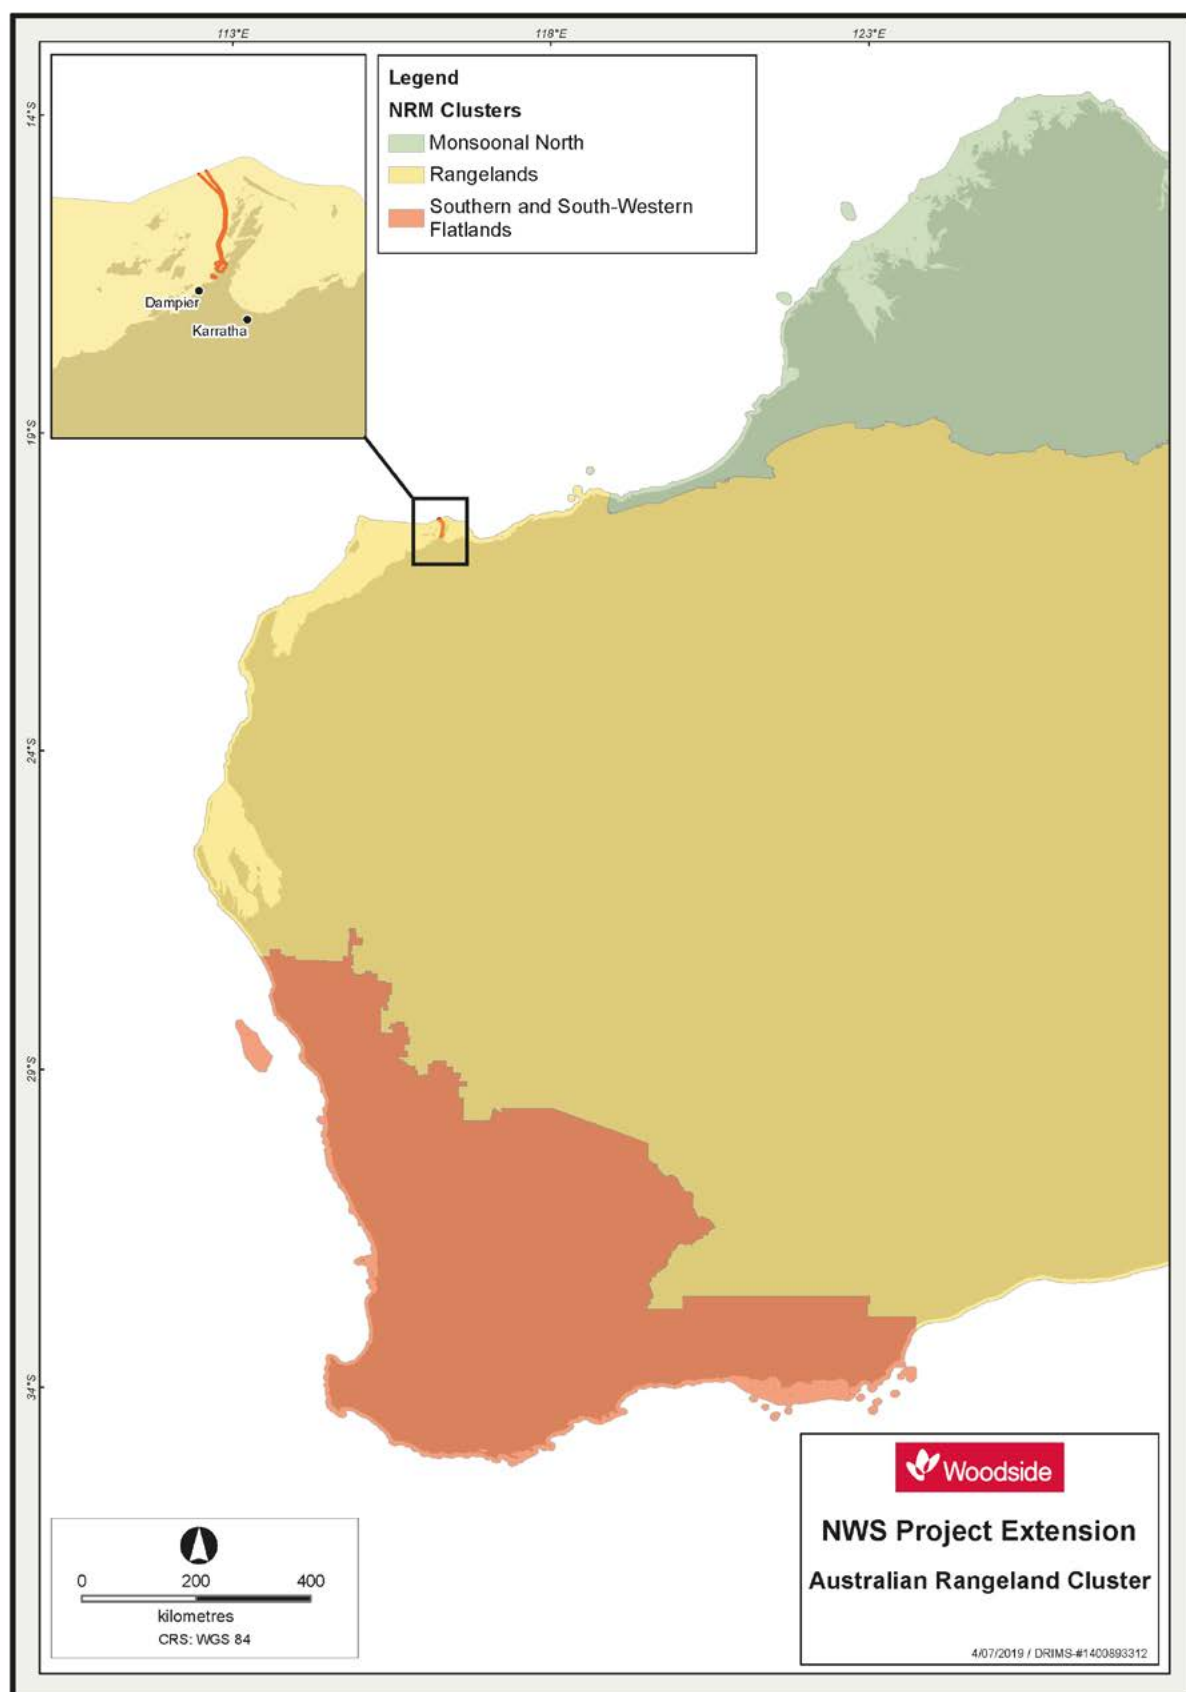 113°E
118°E
123°E
14°S
19°S
24°S
29°S
34°S
Legend
NRM Clusters
Monsoonal North
Rangelands
Southern and South-Western
Flatlands
Dampier
Karratha
0 200 400
kilometres
CRS: WGS 84
Woodside
NWS Project Extension
Australian Rangeland Cluster
4/07/2019 / DRIMS-#1400893312